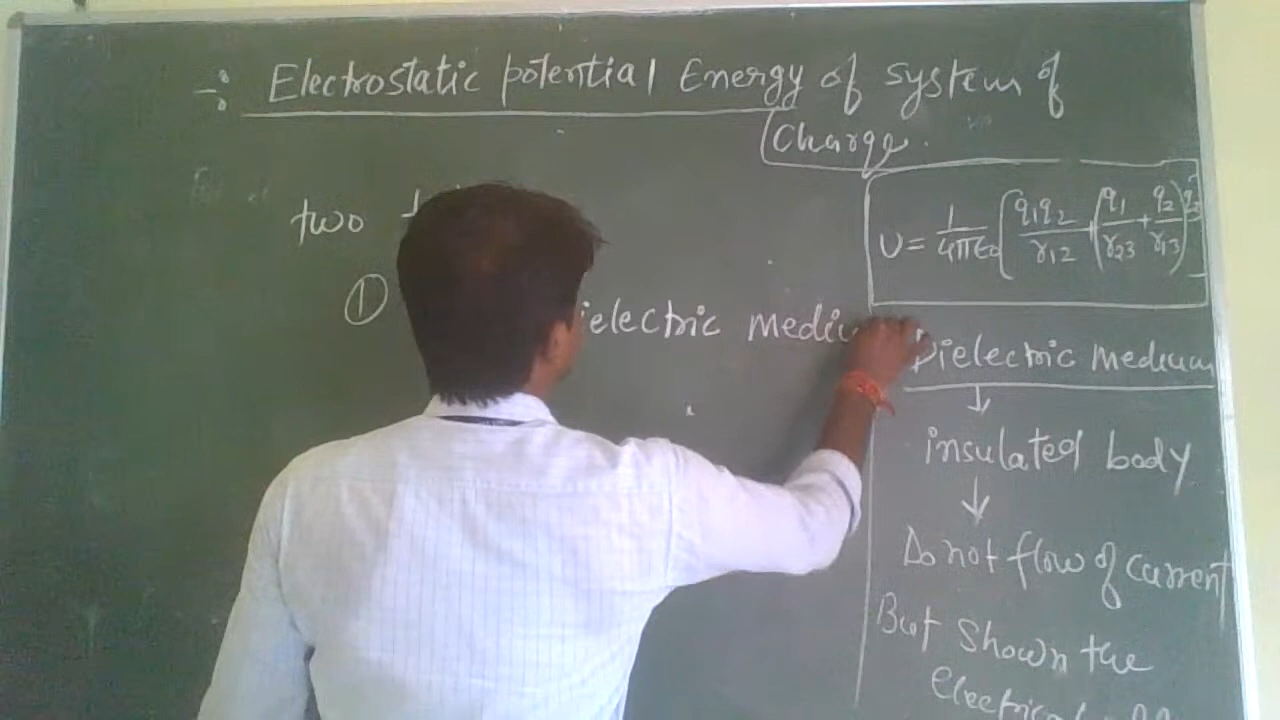 ÷ Electrostatic potential Energy of system of
Charge.
two
①
ielectric mediu
U = 1/4πε0 [q1q2/r12 + (q1/r23 + q2/r13) q3]
Dielectric medium
↓
insulated body
↓
Do not flow of current
But shown the
Electrical